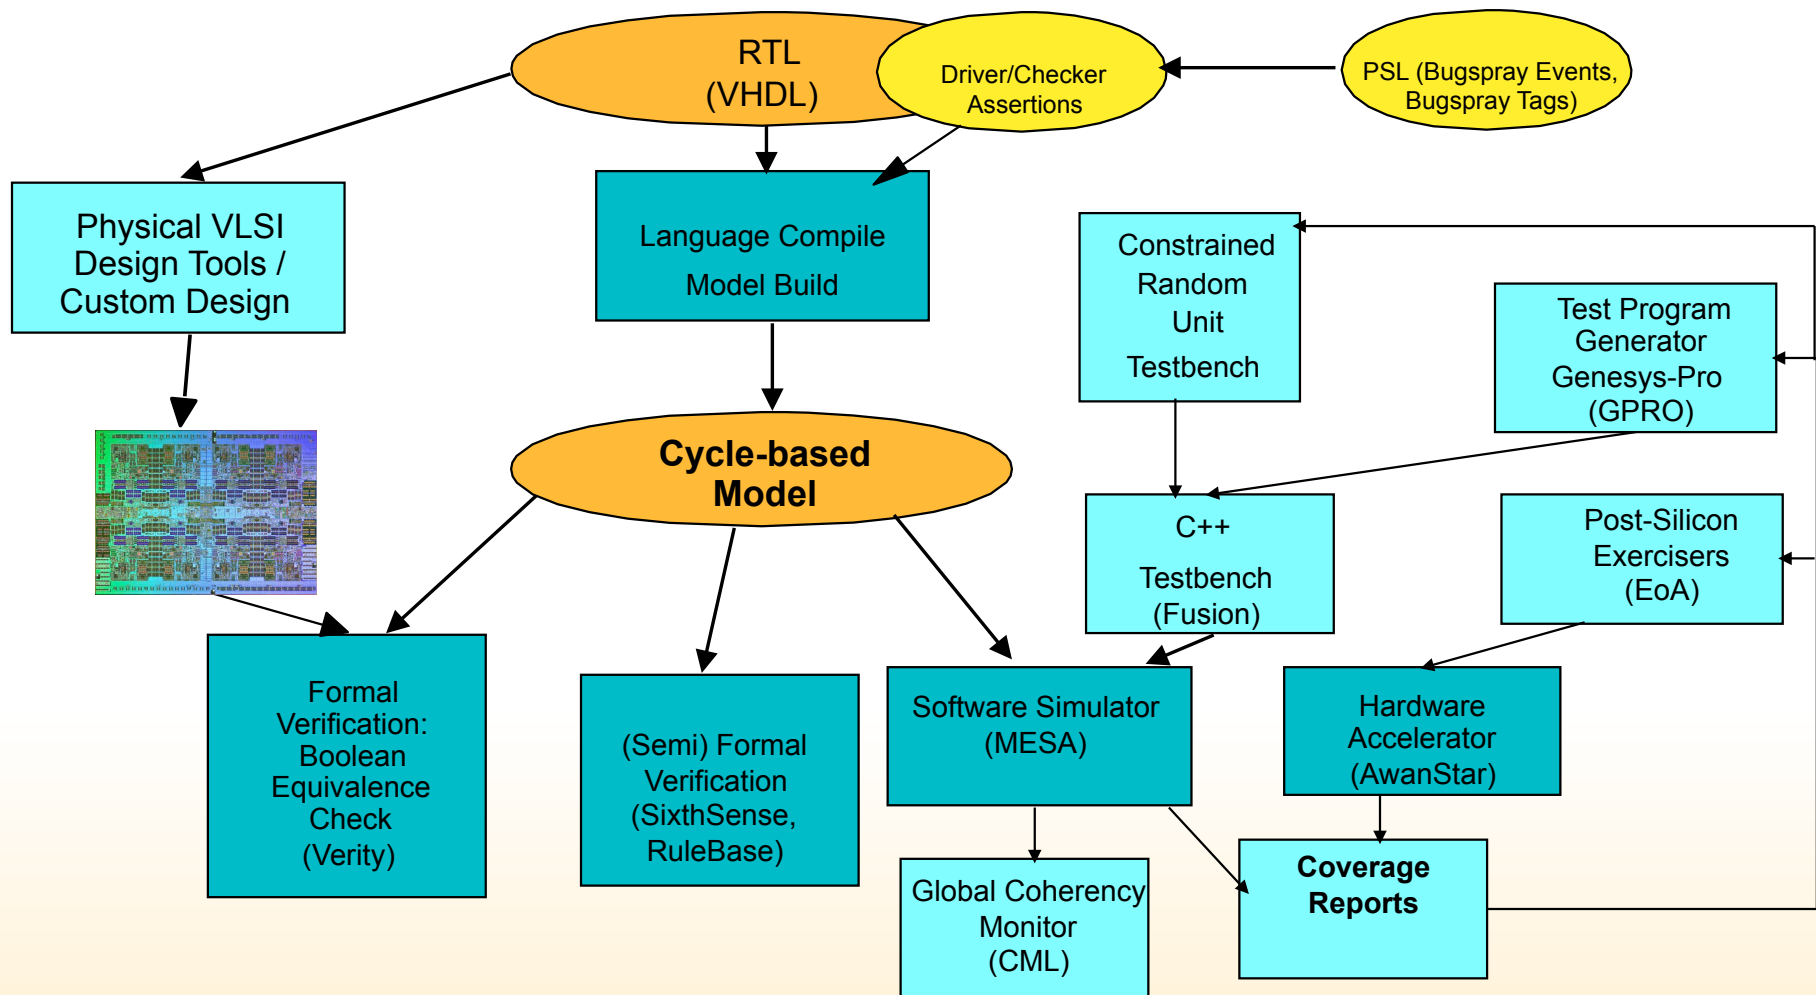 RTL
(VHDL)
Driver/Checker
Assertions
PSL (Bugspray Events,
Bugspray Tags)
Physical VLSI
Design Tools /
Custom Design
Language Compile
Model Build
Constrained
Random
Unit
Testbench
Test Program
Generator
Genesys-Pro
(GPRO)
Cycle-based
Model
C++
Testbench
(Fusion)
Post-Silicon
Exercisers
(EoA)
Formal
Verification:
Boolean
Equivalence
Check
(Verity)
(Semi) Formal
Verification
(SixthSense,
RuleBase)
Software Simulator
(MESA)
Hardware
Accelerator
(AwanStar)
Global Coherency
Monitor
(CML)
Coverage
Reports